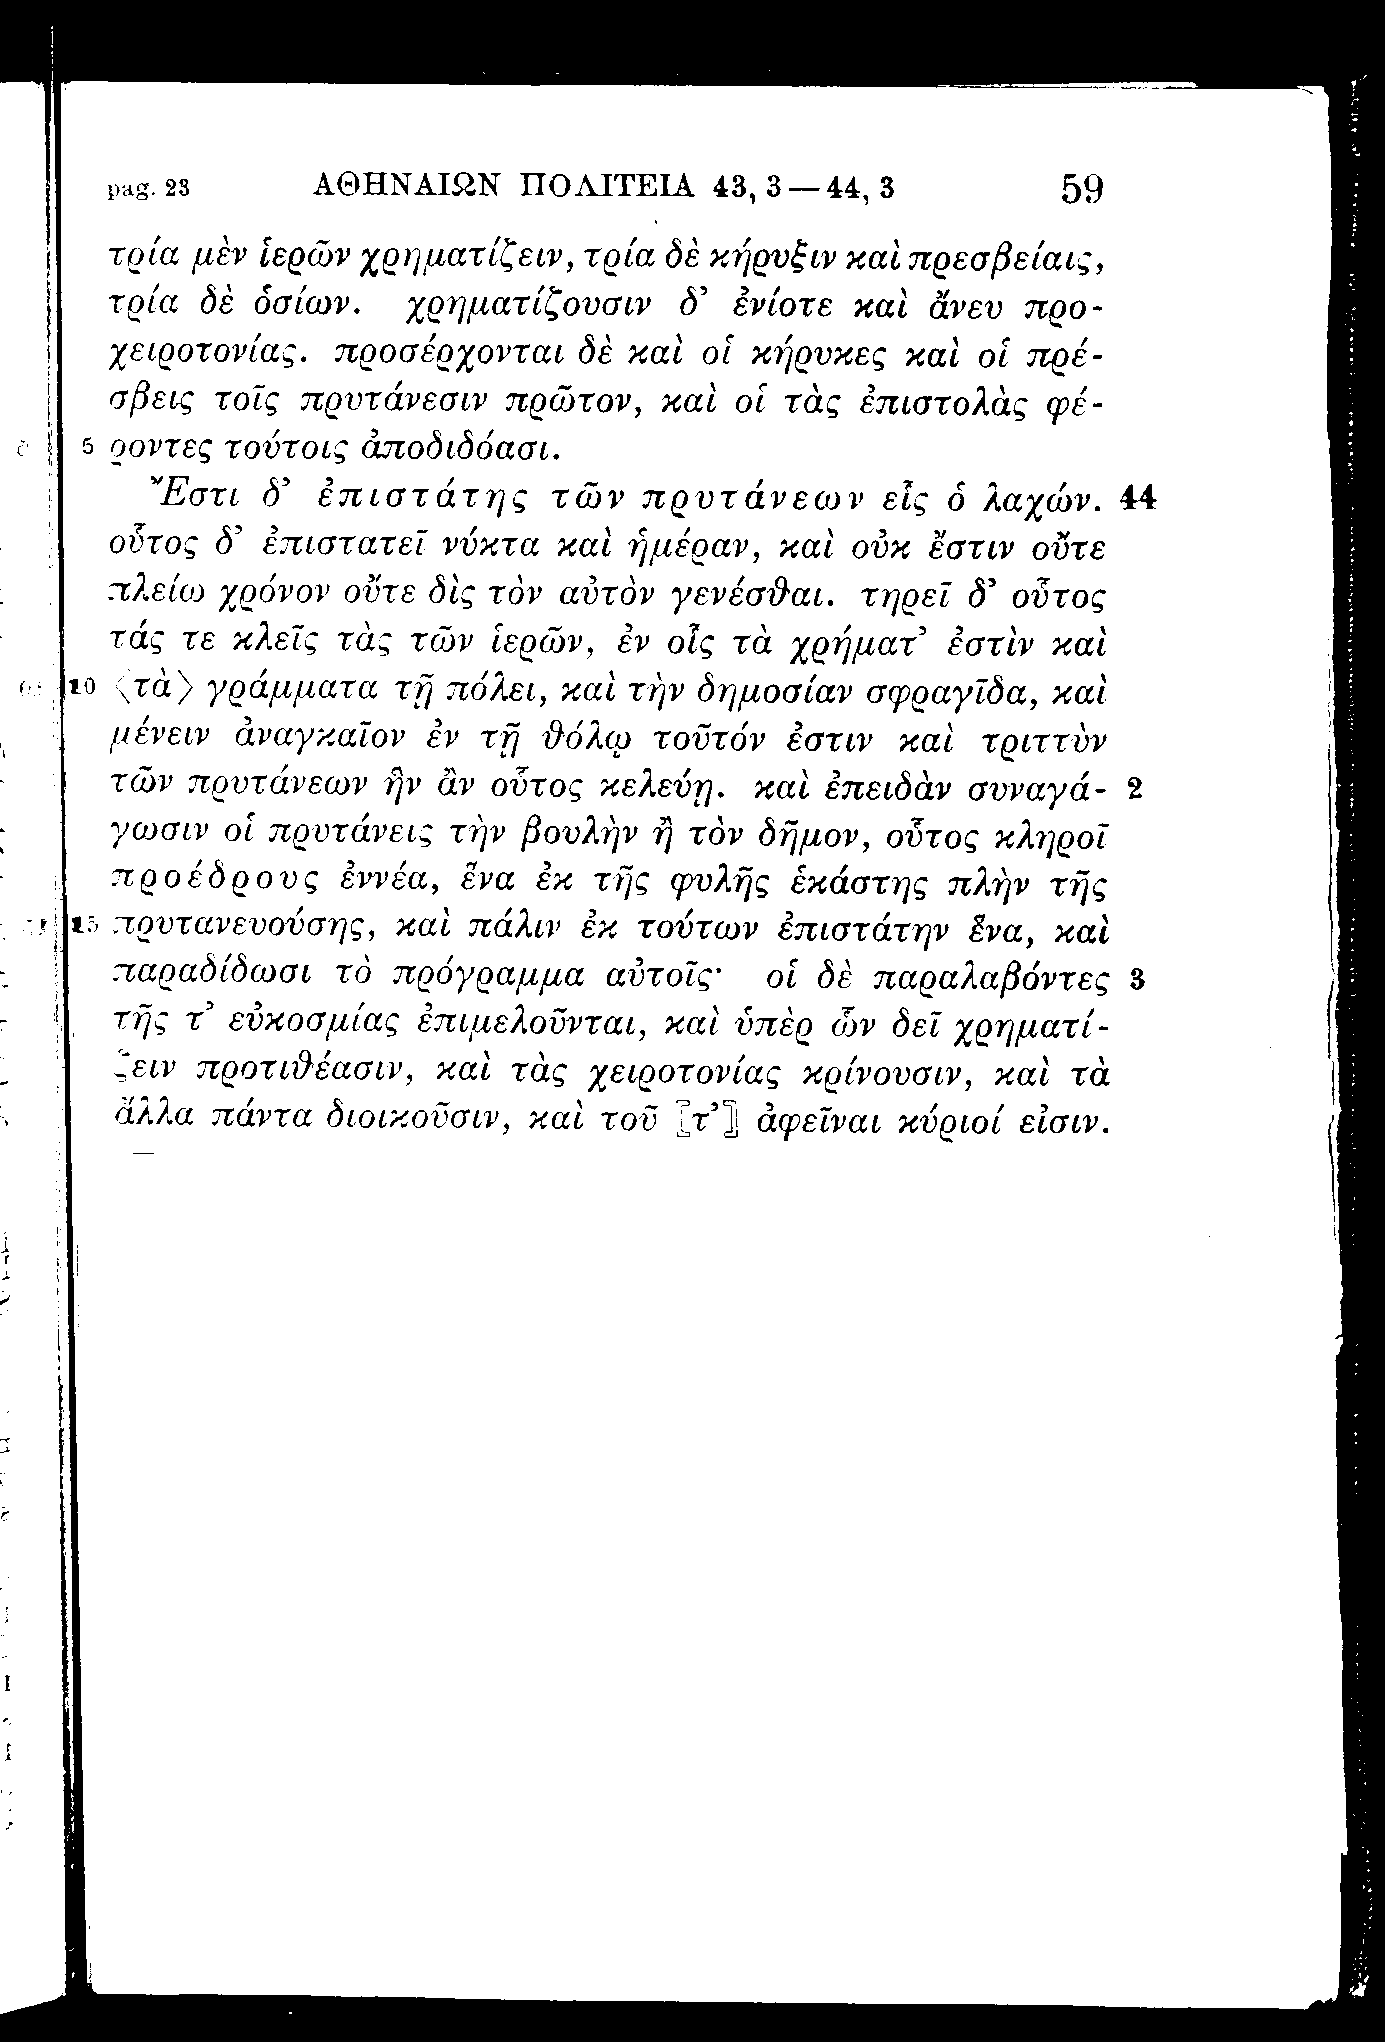 pag. 23 ΑΘΗΝΑΙΩΝ ΠΟΛΙΤΕΙΑ 43, 3 — 44, 3 59
τρία μὲν ἱερῶν χρηματίζειν, τρία δὲ κήρυξιν καὶ πρεσβείαις,
τρία δὲ ὁσίων. χρηματίζουσιν δ’ ἐνίοτε καὶ ἄνευ προ-
χειροτονίας. προσέρχονται δὲ καὶ οἱ κήρυκες καὶ οἱ πρέ-
σβεις τοῖς πρυτάνεσιν πρῶτον, καὶ οἱ τὰς ἐπιστολὰς φέ-
5 ροντες τούτοις ἀποδιδόασι.
Ἔστι δ’ ἐπιστάτης τῶν πρυτάνεων εἷς ὁ λαχών. 44
οὗτος δ’ ἐπιστατεῖ νύκτα καὶ ἡμέραν, καὶ οὐκ ἔστιν οὔτε
πλείω χρόνον οὔτε δὶς τὸν αὐτὸν γενέσθαι. τηρεῖ δ’ οὗτος
τάς τε κλεῖς τὰς τῶν ἱερῶν, ἐν οἷς τὰ χρήματ’ ἐστὶν καὶ
10 ⟨τὰ⟩ γράμματα τῇ πόλει, καὶ τὴν δημοσίαν σφραγῖδα, καὶ
μένειν ἀναγκαῖον ἐν τῇ θόλῳ τοῦτόν ἐστιν καὶ τριττὺν
τῶν πρυτάνεων ἣν ἂν οὗτος κελεύῃ. καὶ ἐπειδὰν συναγά- 2
γωσιν οἱ πρυτάνεις τὴν βουλὴν ἢ τὸν δῆμον, οὗτος κληροῖ
προέδρους ἐννέα, ἕνα ἐκ τῆς φυλῆς ἑκάστης πλὴν τῆς
15 πρυτανευούσης, καὶ πάλιν ἐκ τούτων ἐπιστάτην ἕνα, καὶ
παραδίδωσι τὸ πρόγραμμα αὐτοῖς· οἱ δὲ παραλαβόντες 3
τῆς τ’ εὐκοσμίας ἐπιμελοῦνται, καὶ ὑπὲρ ὧν δεῖ χρηματί-
ζειν προτιθέασιν, καὶ τὰς χειροτονίας κρίνουσιν, καὶ τὰ
ἄλλα πάντα διοικοῦσιν, καὶ τοῦ ⟦τ’⟧ ἀφεῖναι κύριοί εἰσιν.